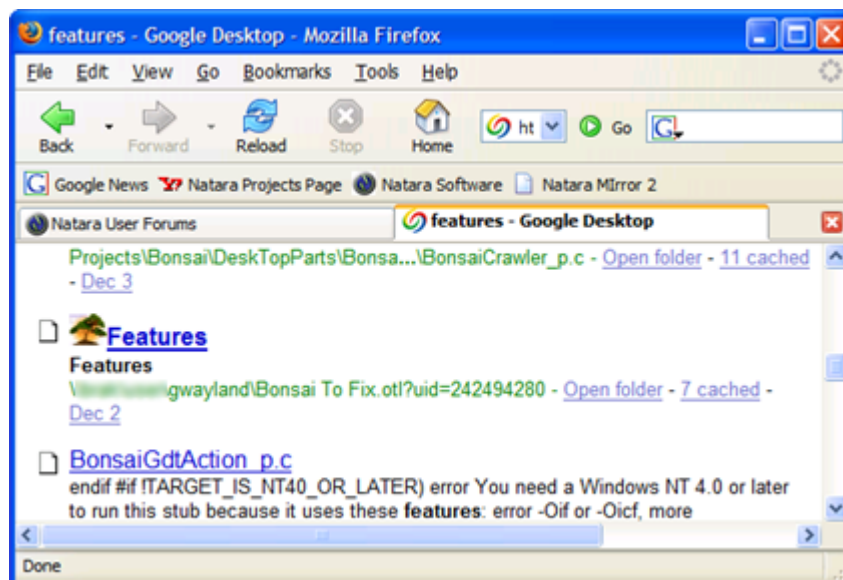 features - Google Desktop - Mozilla Firefox
File Edit View Go Bookmarks Tools Help
Back Forward Reload Stop Home ht Go G
Google News Natara Projects Page Natara Software Natara MIrror 2
Natara User Forums features - Google Desktop
Projects\Bonsai\DeskTopParts\Bonsa...\BonsaiCrawler_p.c - Open folder - 11 cached
- Dec 3
Features
Features
\gwayland\Bonsai To Fix.otl?uid=242494280 - Open folder - 7 cached -
Dec 2
BonsaiGdtAction_p.c
endif #if !TARGET_IS_NT40_OR_LATER) error You need a Windows NT 4.0 or later
to run this stub because it uses these features: error -Oif or -Oicf, more
Done